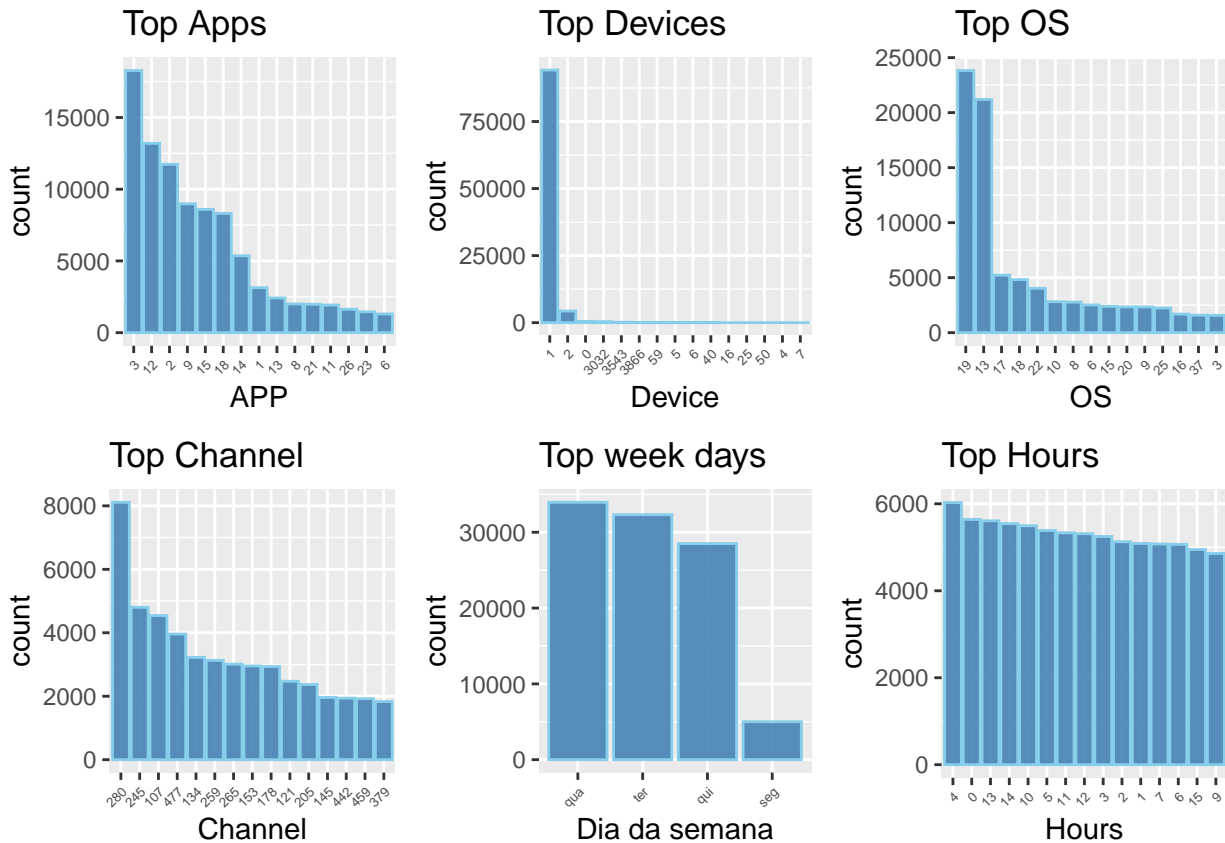 Top Apps
count
15000
10000
5000
0
3 12 2 9 15 18 14 1 13 8 21 11 26 23 6
APP
Top Devices
count
75000
50000
25000
0
1 2 0 3032 3543 3866 59 5 6 40 16 25 50 4 7
Device
Top OS
count
25000
20000
15000
10000
5000
0
19 13 17 18 22 10 8 6 15 20 9 25 16 37 3
OS
Top Channel
count
8000
6000
4000
2000
0
280 245 107 477 134 259 265 153 178 121 205 145 442 459 379
Channel
Top week days
count
30000
20000
10000
0
qua ter qui seg
Dia da semana
Top Hours
count
6000
4000
2000
0
4 0 13 14 10 5 11 12 3 2 1 7 6 15 9
Hours